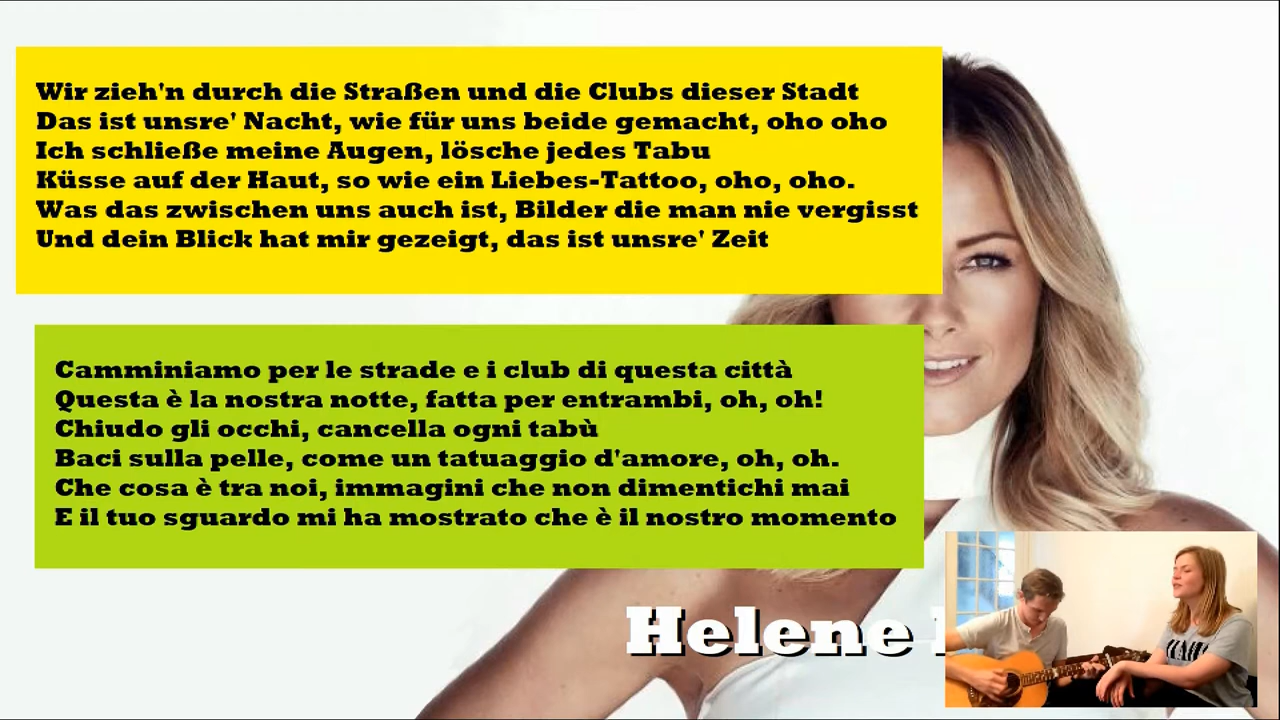 Wir zieh'n durch die Straßen und die Clubs dieser Stadt
Das ist unsre' Nacht, wie für uns beide gemacht, oho oho
Ich schließe meine Augen, lösche jedes Tabu
Küsse auf der Haut, so wie ein Liebes-Tattoo, oho, oho.
Was das zwischen uns auch ist, Bilder die man nie vergisst
Und dein Blick hat mir gezeigt, das ist unsre' Zeit
Camminiamo per le strade e i club di questa città
Questa è la nostra notte, fatta per entrambi, oh, oh!
Chiudo gli occhi, cancella ogni tabù
Baci sulla pelle, come un tatuaggio d'amore, oh, oh.
Che cosa è tra noi, immagini che non dimentichi mai
E il tuo sguardo mi ha mostrato che è il nostro momento
Helene